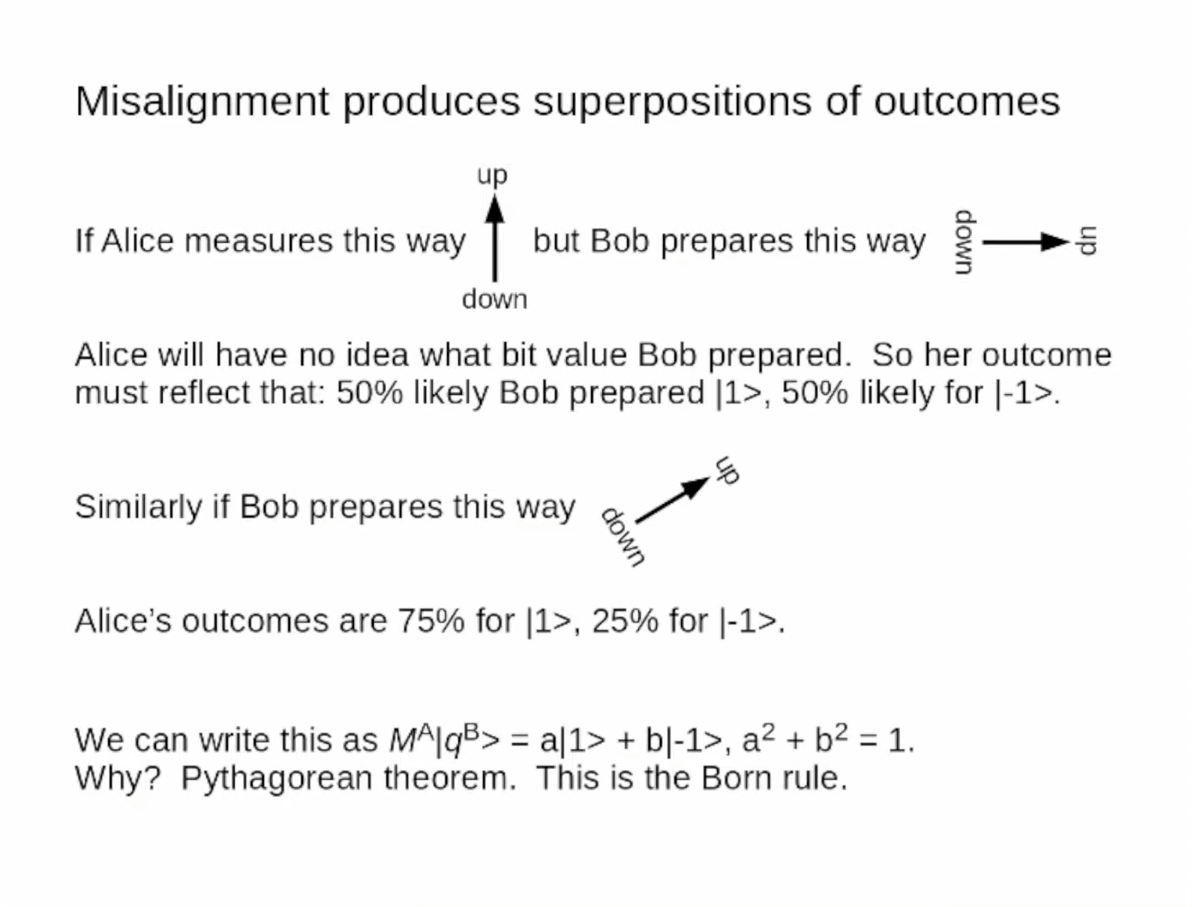 Misalignment produces superpositions of outcomes
up
If Alice measures this way
but Bob prepares this way
down
up
down
Alice will have no idea what bit value Bob prepared.  So her outcome
must reflect that: 50% likely Bob prepared |1>, 50% likely for |-1>.
Similarly if Bob prepares this way
down
up
Alice’s outcomes are 75% for |1>, 25% for |-1>.
We can write this as Mᴬ|qᴮ> = a|1> + b|-1>, a² + b² = 1.
Why?  Pythagorean theorem.  This is the Born rule.